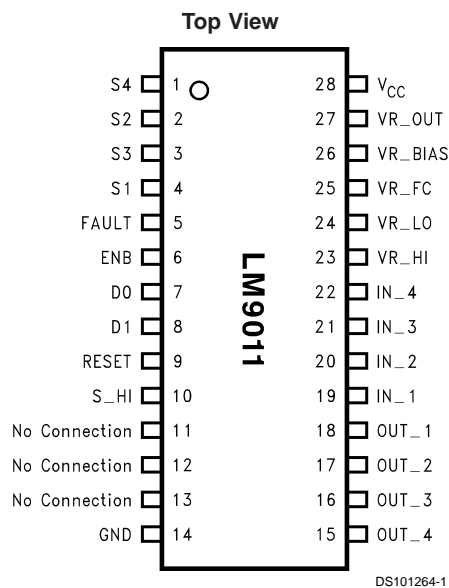 Top View
S4 1 28 VCC
S2 2 27 VR_OUT
S3 3 26 VR_BIAS
S1 4 25 VR_FC
FAULT 5 24 VR_LO
ENB 6 23 VR_HI
D0 7 22 IN_4
D1 8 21 IN_3
RESET 9 20 IN_2
S_HI 10 19 IN_1
No Connection 11 18 OUT_1
No Connection 12 17 OUT_2
No Connection 13 16 OUT_3
GND 14 15 OUT_4
LM9011
DS101264-1